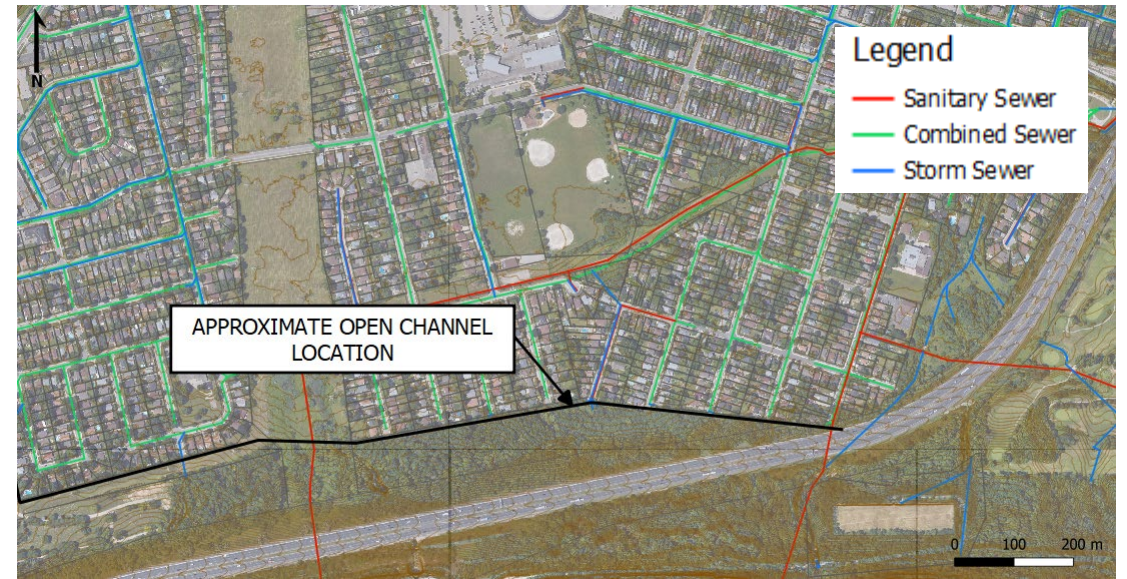 N
Legend
Sanitary Sewer
Combined Sewer
Storm Sewer
APPROXIMATE OPEN CHANNEL
LOCATION
0 100 200 m